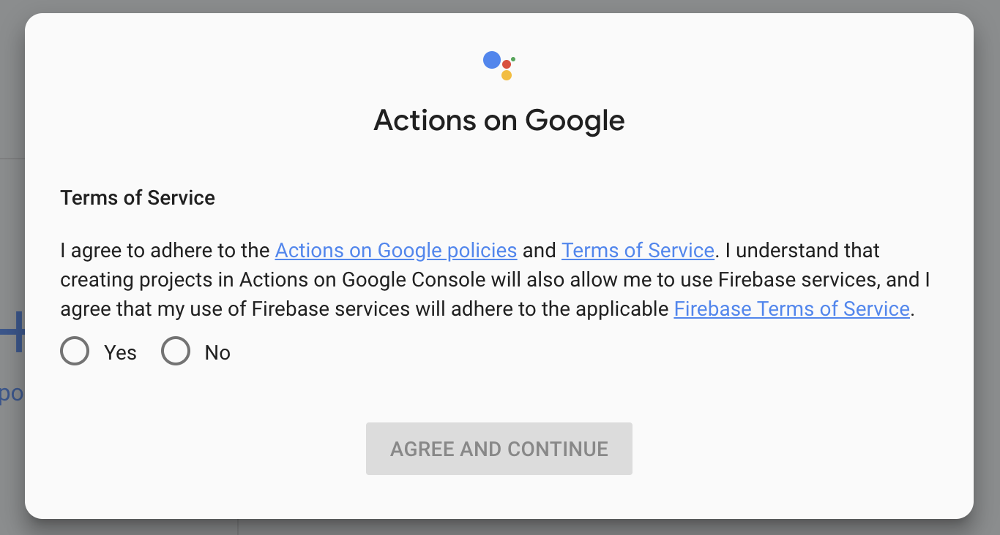 Actions on Google
Terms of Service
I agree to adhere to the Actions on Google policies and Terms of Service. I understand that
creating projects in Actions on Google Console will also allow me to use Firebase services, and I
agree that my use of Firebase services will adhere to the applicable Firebase Terms of Service.
Yes No
po
AGREE AND CONTINUE